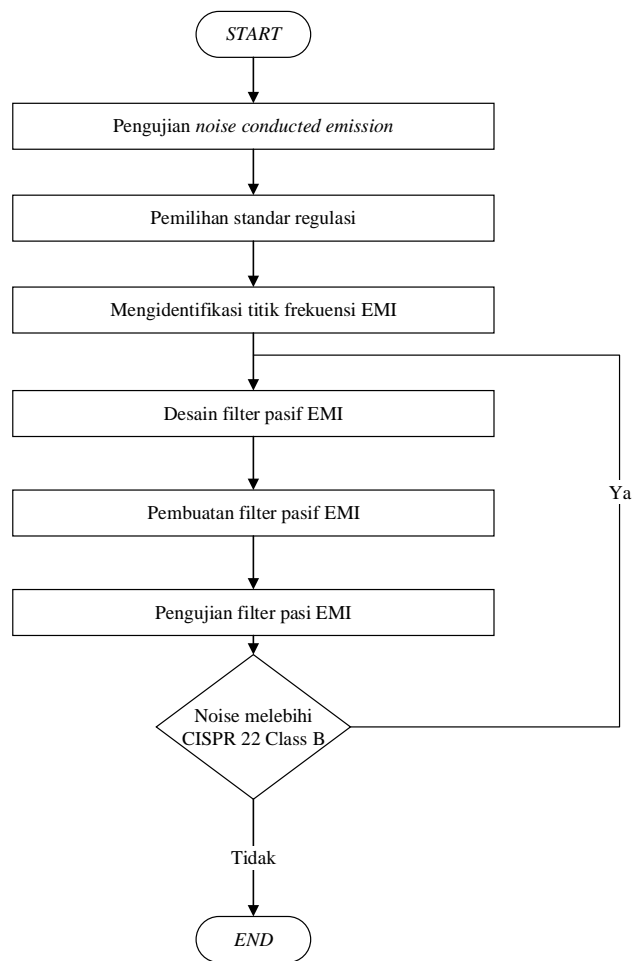 START
Pengujian noise conducted emission
Pemilihan standar regulasi
Mengidentifikasi titik frekuensi EMI
Desain filter pasif EMI
Pembuatan filter pasif EMI
Ya
Pengujian filter pasi EMI
Noise melebihi
CISPR 22 Class B
Tidak
END